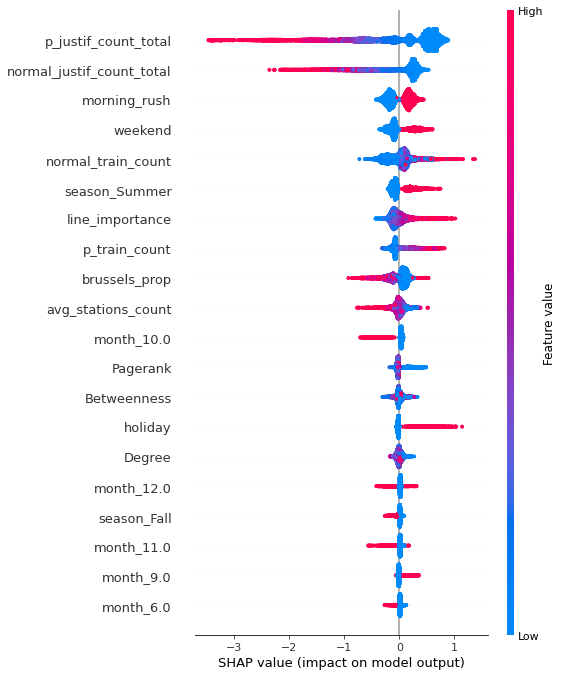 High
p_justif_count_total
normal_justif_count_total
morning_rush
weekend
normal_train_count
season_Summer
line_importance
p_train_count
brussels_prop
avg_stations_count
month_10.0
Pagerank
Betweenness
holiday
Degree
month_12.0
season_Fall
month_11.0
month_9.0
month_6.0
Feature value
Low
−3 −2 −1 0 1
SHAP value (impact on model output)